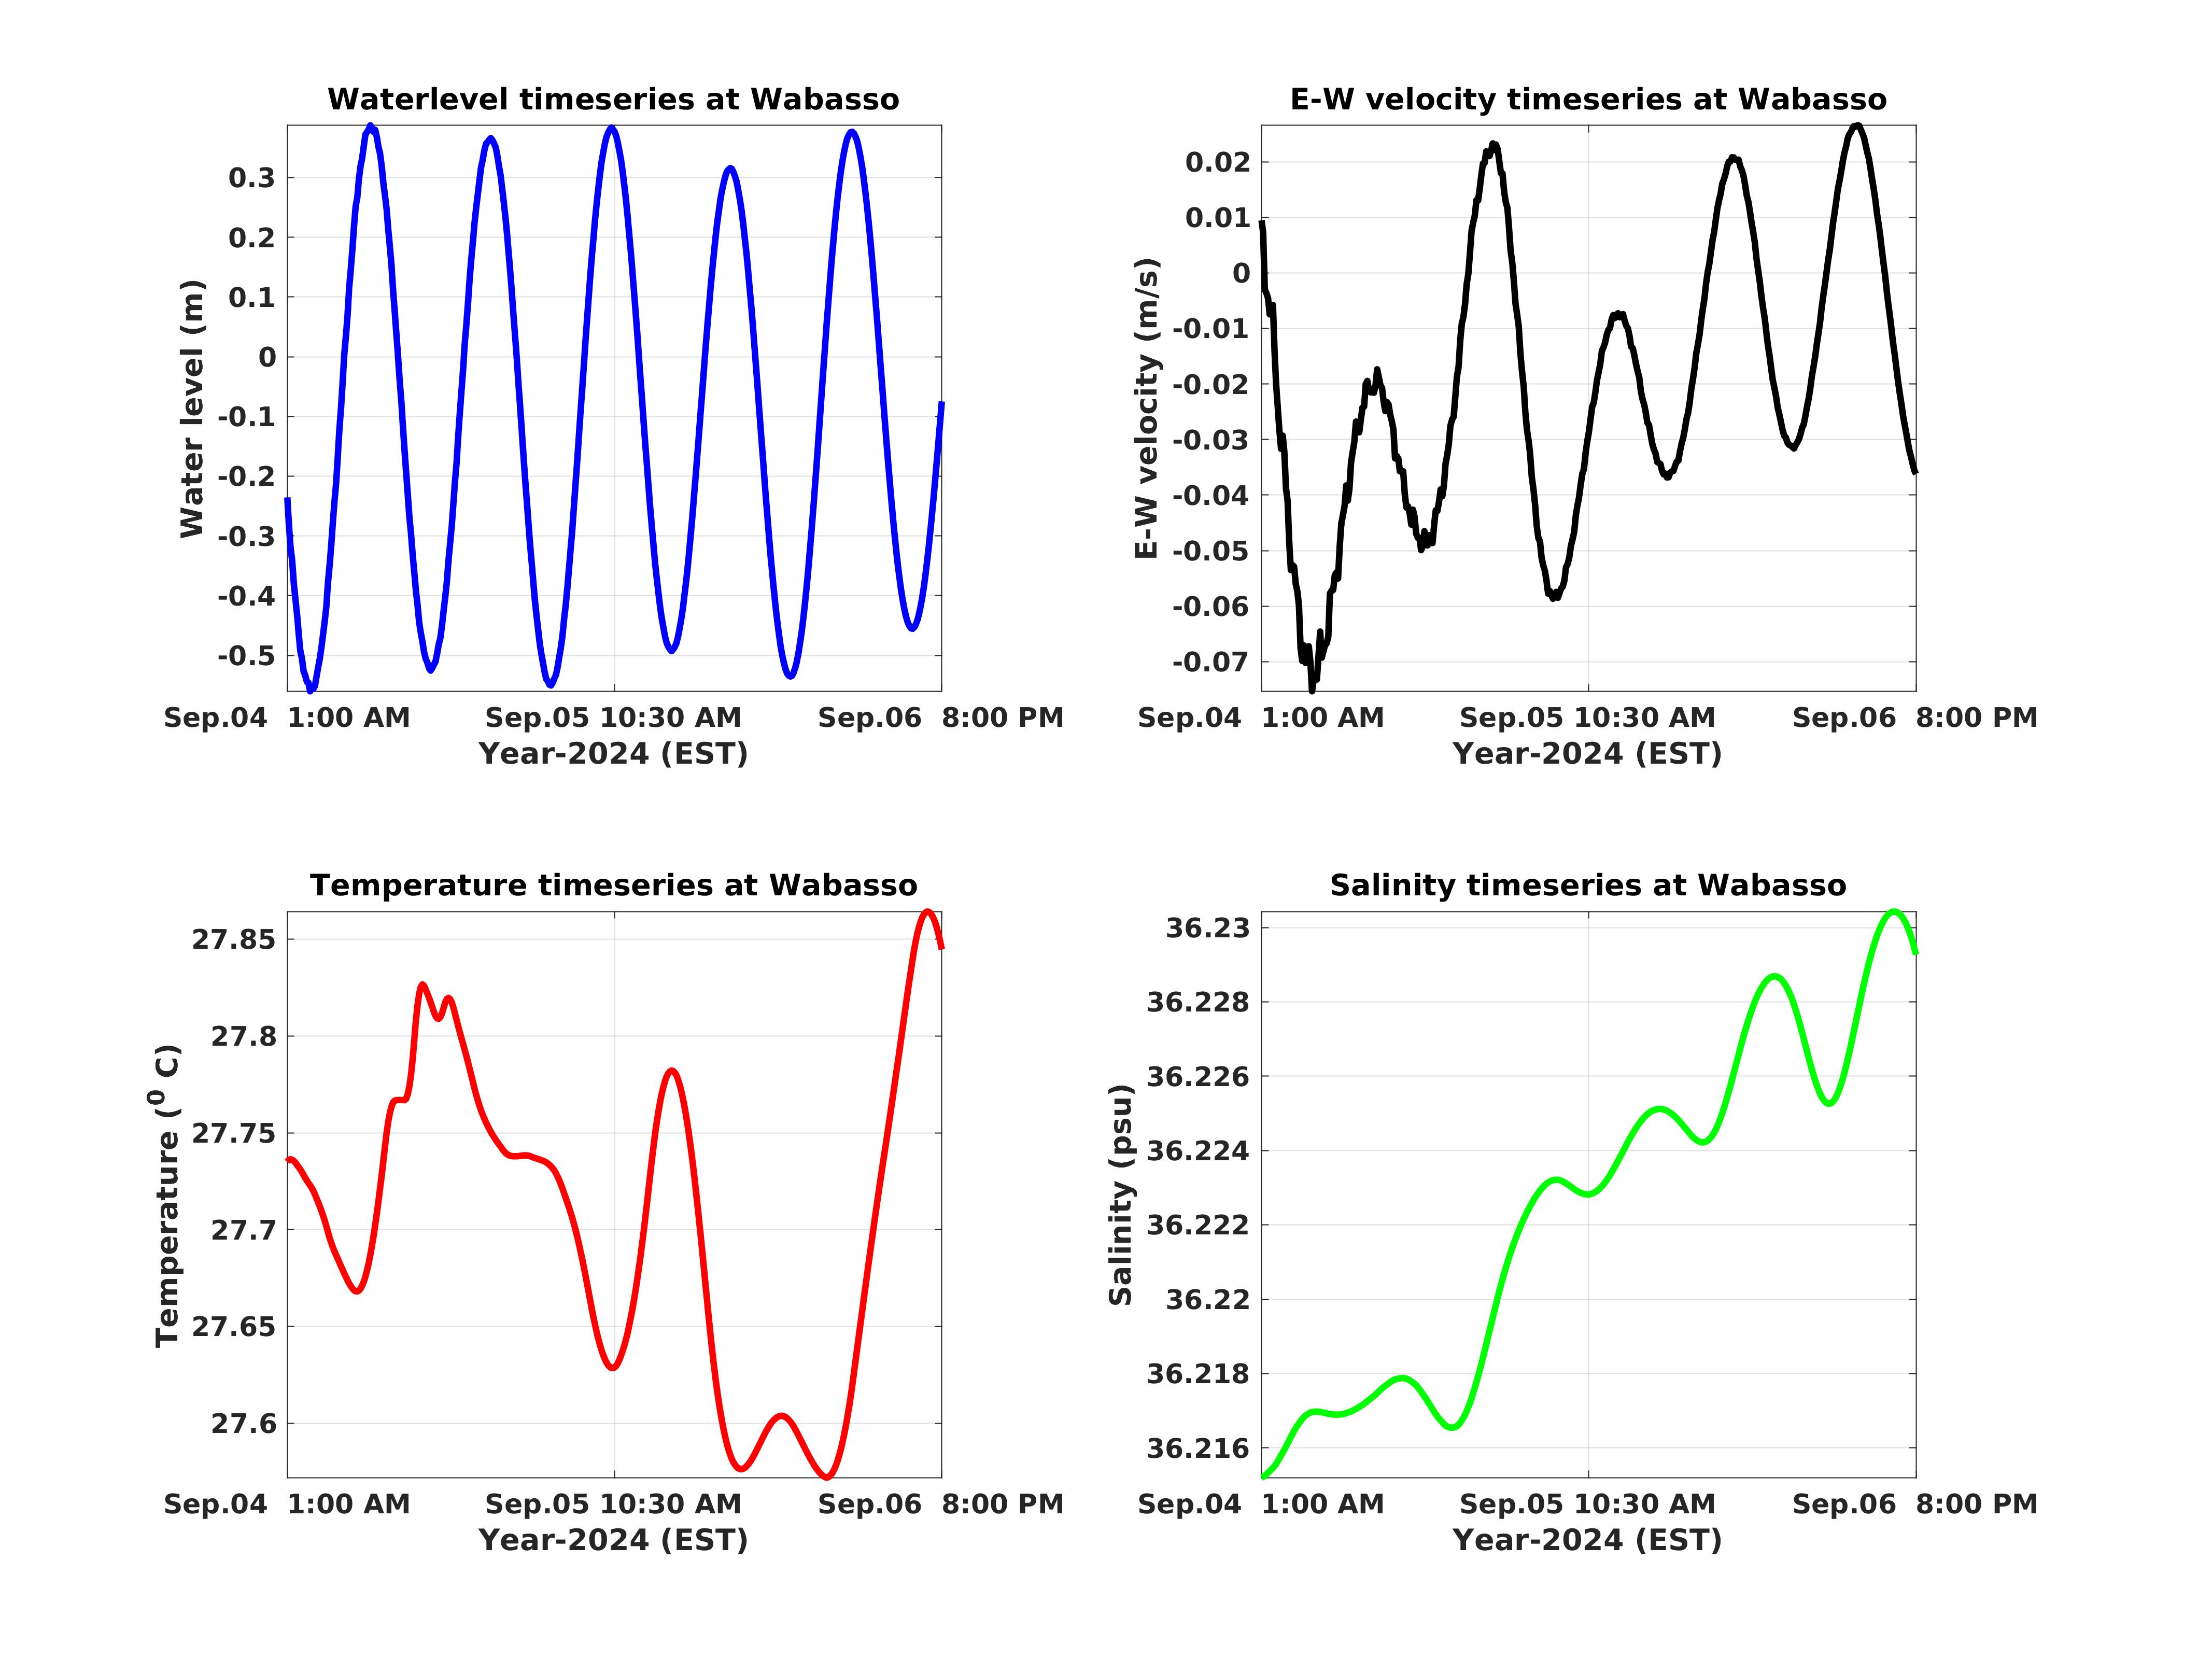 Waterlevel timeseries at Wabasso
0.3
0.2
0.1
0
-0.1
-0.2
-0.3
-0.4
-0.5
Water level (m)
Sep.04 1:00 AM Sep.05 10:30 AM Sep.06 8:00 PM
Year-2024 (EST)
E-W velocity timeseries at Wabasso
0.02
0.01
0
-0.01
-0.02
-0.03
-0.04
-0.05
-0.06
-0.07
E-W velocity (m/s)
Sep.04 1:00 AM Sep.05 10:30 AM Sep.06 8:00 PM
Year-2024 (EST)
Temperature timeseries at Wabasso
27.85
27.8
27.75
27.7
27.65
27.6
Temperature (⁰ C)
Sep.04 1:00 AM Sep.05 10:30 AM Sep.06 8:00 PM
Year-2024 (EST)
Salinity timeseries at Wabasso
36.23
36.228
36.226
36.224
36.222
36.22
36.218
36.216
Salinity (psu)
Sep.04 1:00 AM Sep.05 10:30 AM Sep.06 8:00 PM
Year-2024 (EST)